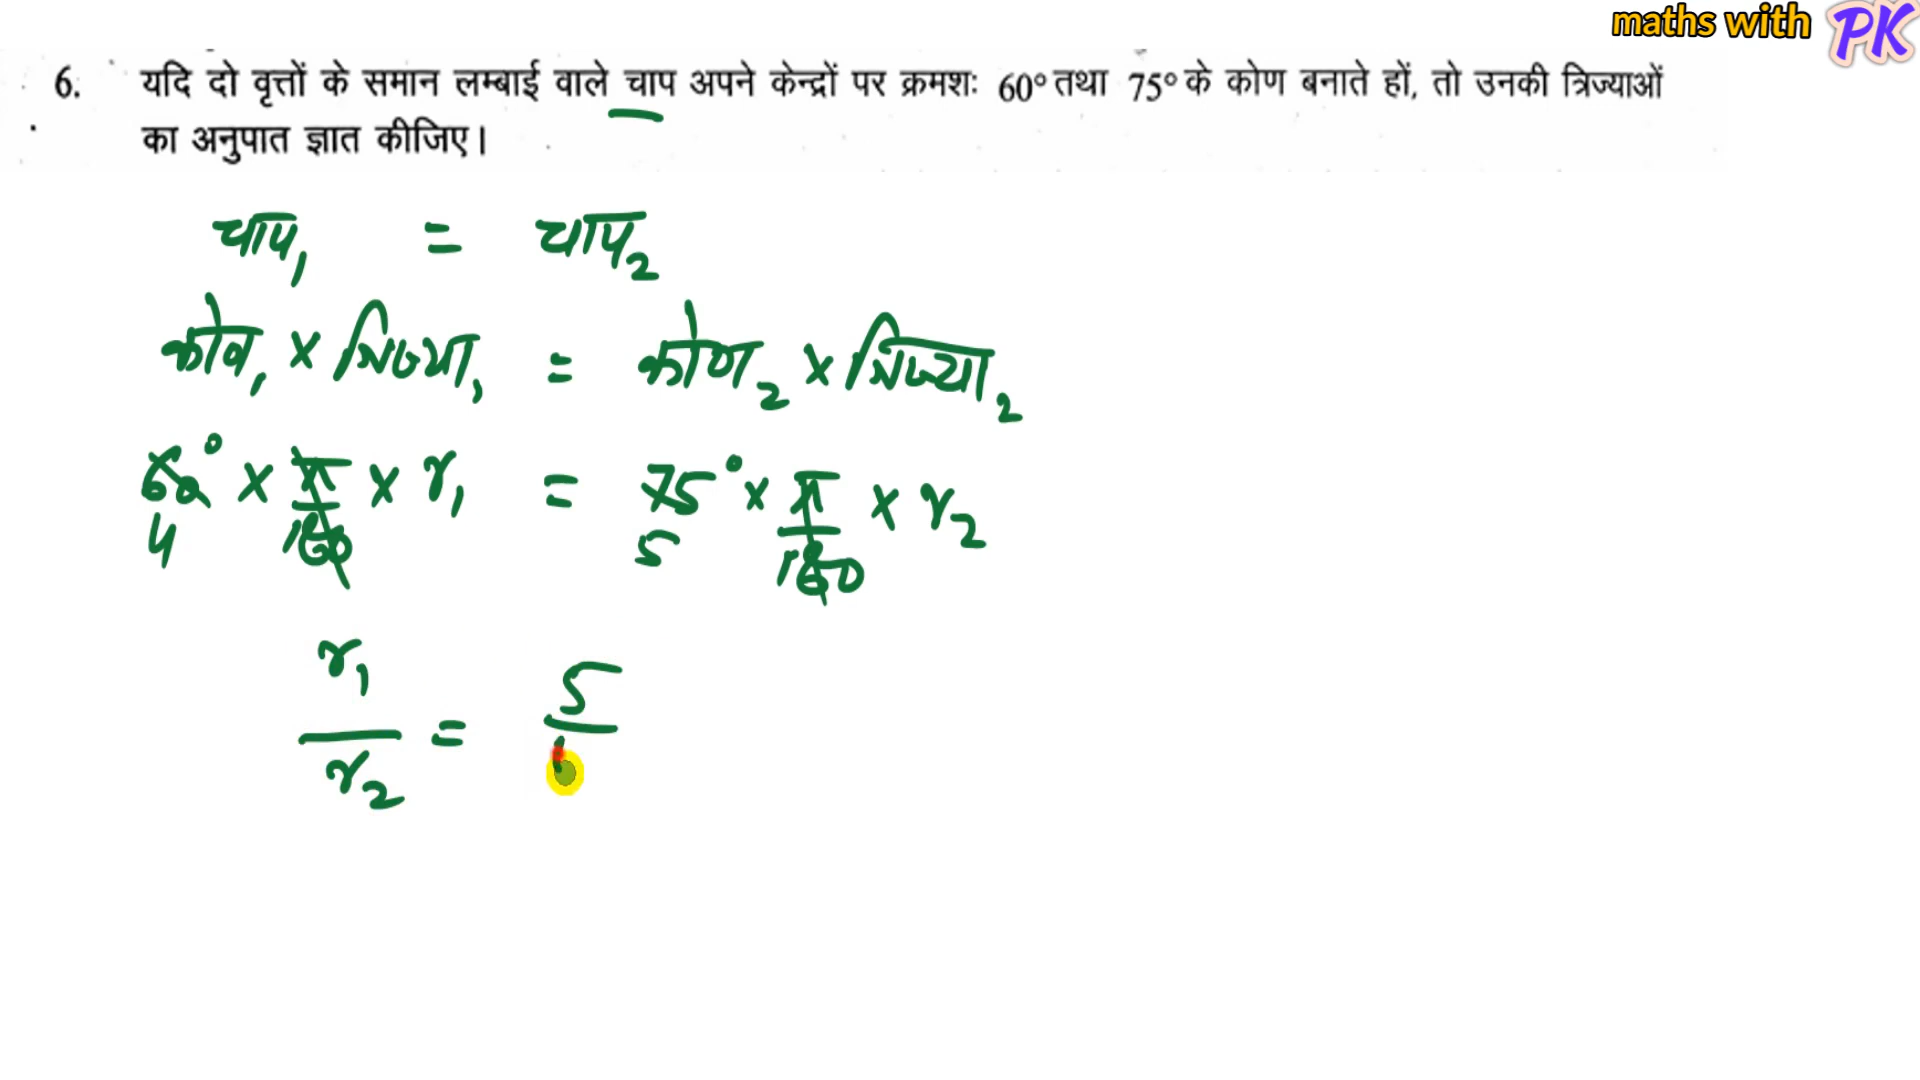 maths with PK
6. यदि दो वृत्तों के समान लम्बाई वाले चाप अपने केन्द्रों पर क्रमशः 60° तथा 75° के कोण बनाते हों, तो उनकी त्रिज्याओं
का अनुपात ज्ञात कीजिए।
चाप₁ = चाप₂
कोन₁ × त्रिज्या₁ = कोण₂ × त्रिज्या₂
60° × π/180 × r₁ = 75° × π/180 × r₂
4 5
r₁/r₂ = 5/